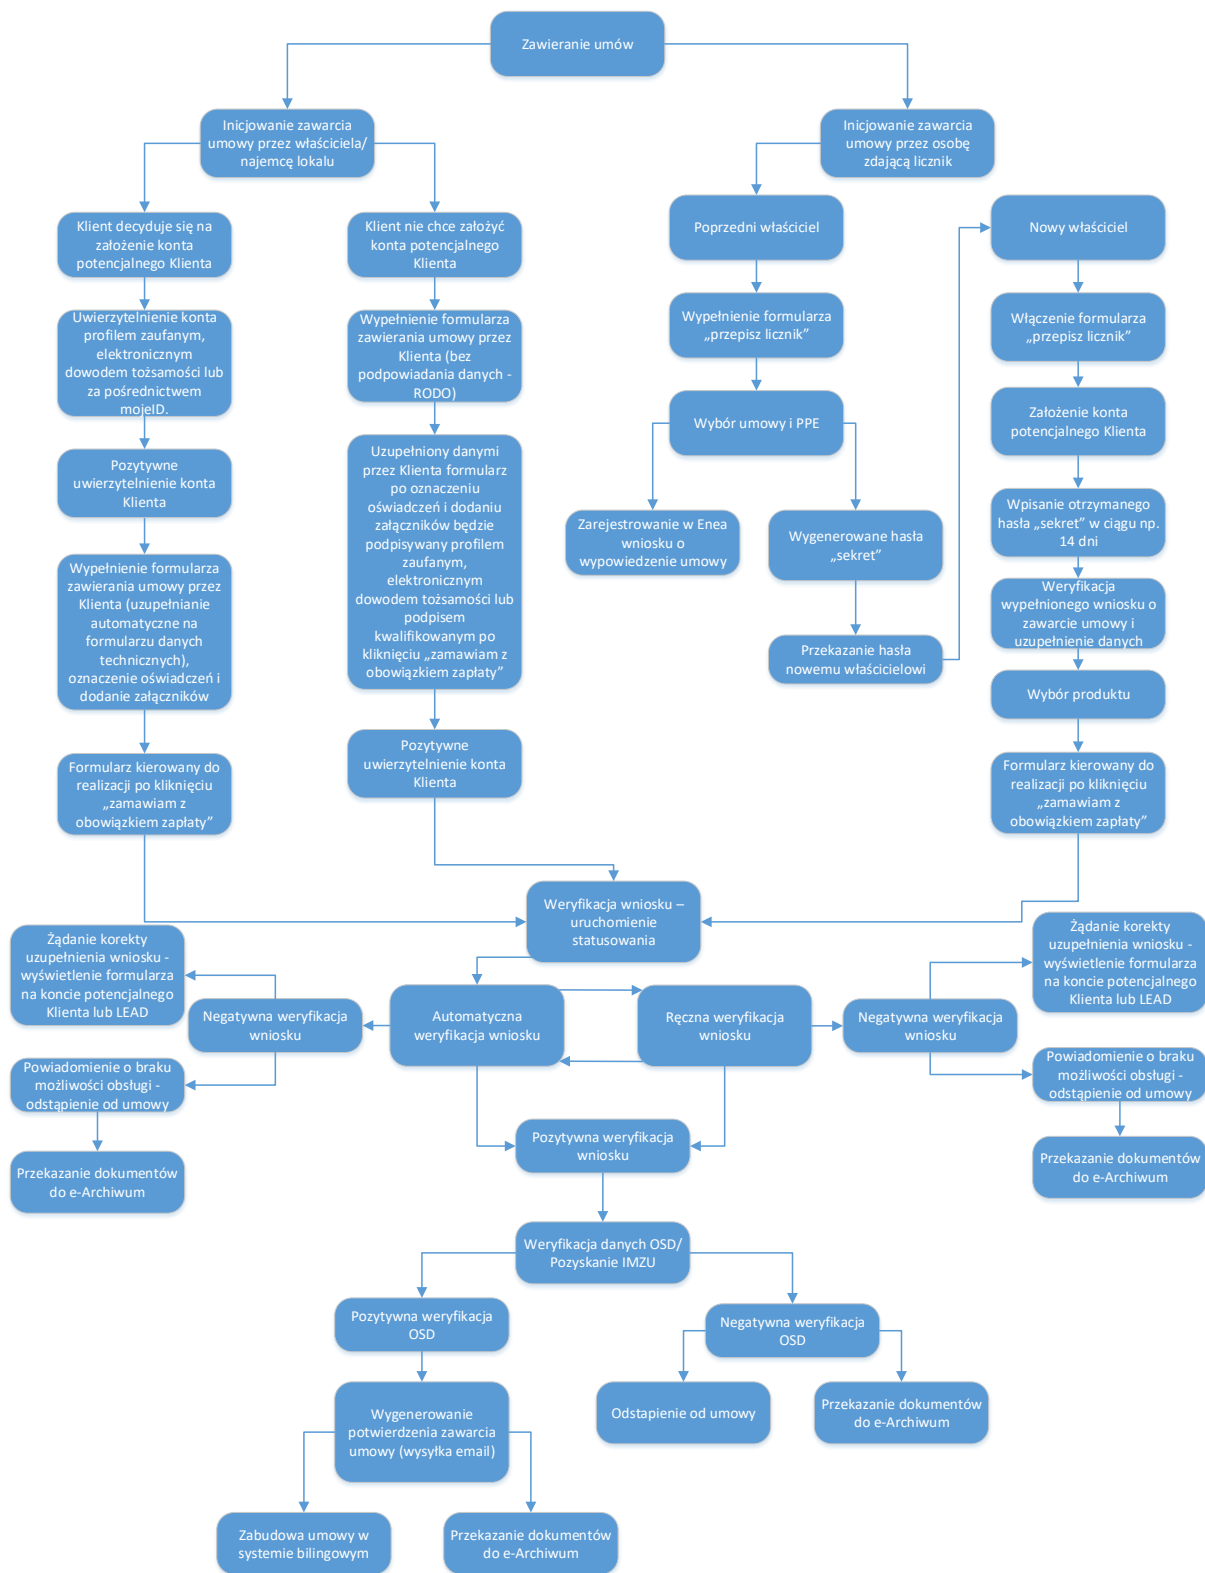 Zawieranie umów
Inicjowanie zawarcia
umowy przez właściciela/
najemcę lokalu
Inicjowanie zawarcia
umowy przez osobę
zdającą licznik
Klient decyduje się na
założenie konta
potencjalnego Klienta
Klient nie chce założyć
konta potencjalnego
Klienta
Poprzedni właściciel
Nowy właściciel
Uwierzytelnienie konta
profilem zaufanym,
elektronicznym
dowodem tożsamości lub
za pośrednictwem
mojeID.
Wypełnienie formularza
zawierania umowy przez
Klienta (bez
podpowiadania danych -
RODO)
Wypełnienie formularza
„przepisz licznik”
Włączenie formularza
„przepisz licznik”
Pozytywne
uwierzytelnienie konta
Klienta
Uzupełniony danymi
przez Klienta formularz
po oznaczeniu
oświadczeń i dodaniu
załączników będzie
podpisywany profilem
zaufanym,
elektronicznym
dowodem tożsamości lub
podpisem
kwalifikowanym po
kliknięciu „zamawiam z
obowiązkiem zapłaty”
Wybór umowy i PPE
Założenie konta
potencjalnego Klienta
Zarejestrowanie w Enea
wniosku o
wypowiedzenie umowy
Wygenerowane hasła
„sekret”
Wpisanie otrzymanego
hasła „sekret” w ciągu np.
14 dni
Wypełnienie formularza
zawierania umowy przez
Klienta (uzupełnianie
automatyczne na
formularzu danych
technicznych),
oznaczenie oświadczeń i
dodanie załączników
Przekazanie hasła
nowemu właścicielowi
Weryfikacja
wypełnionego wniosku o
zawarcie umowy i
uzupełnienie danych
Wybór produktu
Formularz kierowany do
realizacji po kliknięciu
„zamawiam z
obowiązkiem zapłaty”
Pozytywne
uwierzytelnienie konta
Klienta
Formularz kierowany do
realizacji po kliknięciu
„zamawiam z
obowiązkiem zapłaty”
Weryfikacja wniosku –
uruchomienie
statusowania
Żądanie korekty
uzupełnienia wniosku -
wyświetlenie formularza
na koncie potencjalnego
Klienta lub LEAD
Żądanie korekty
uzupełnienia wniosku -
wyświetlenie formularza
na koncie potencjalnego
Klienta lub LEAD
Negatywna weryfikacja
wniosku
Automatyczna
weryfikacja wniosku
Ręczna weryfikacja
wniosku
Negatywna weryfikacja
wniosku
Powiadomienie o braku
możliwości obsługi -
odstąpienie od umowy
Powiadomienie o braku
możliwości obsługi -
odstąpienie od umowy
Pozytywna weryfikacja
wniosku
Przekazanie dokumentów
do e-Archiwum
Przekazanie dokumentów
do e-Archiwum
Weryfikacja danych OSD/
Pozyskanie IMZU
Pozytywna weryfikacja
OSD
Negatywna weryfikacja
OSD
Wygenerowanie
potwierdzenia zawarcia
umowy (wysyłka email)
Odstapienie od umowy
Przekazanie dokumentów
do e-Archiwum
Zabudowa umowy w
systemie bilingowym
Przekazanie dokumentów
do e-Archiwum